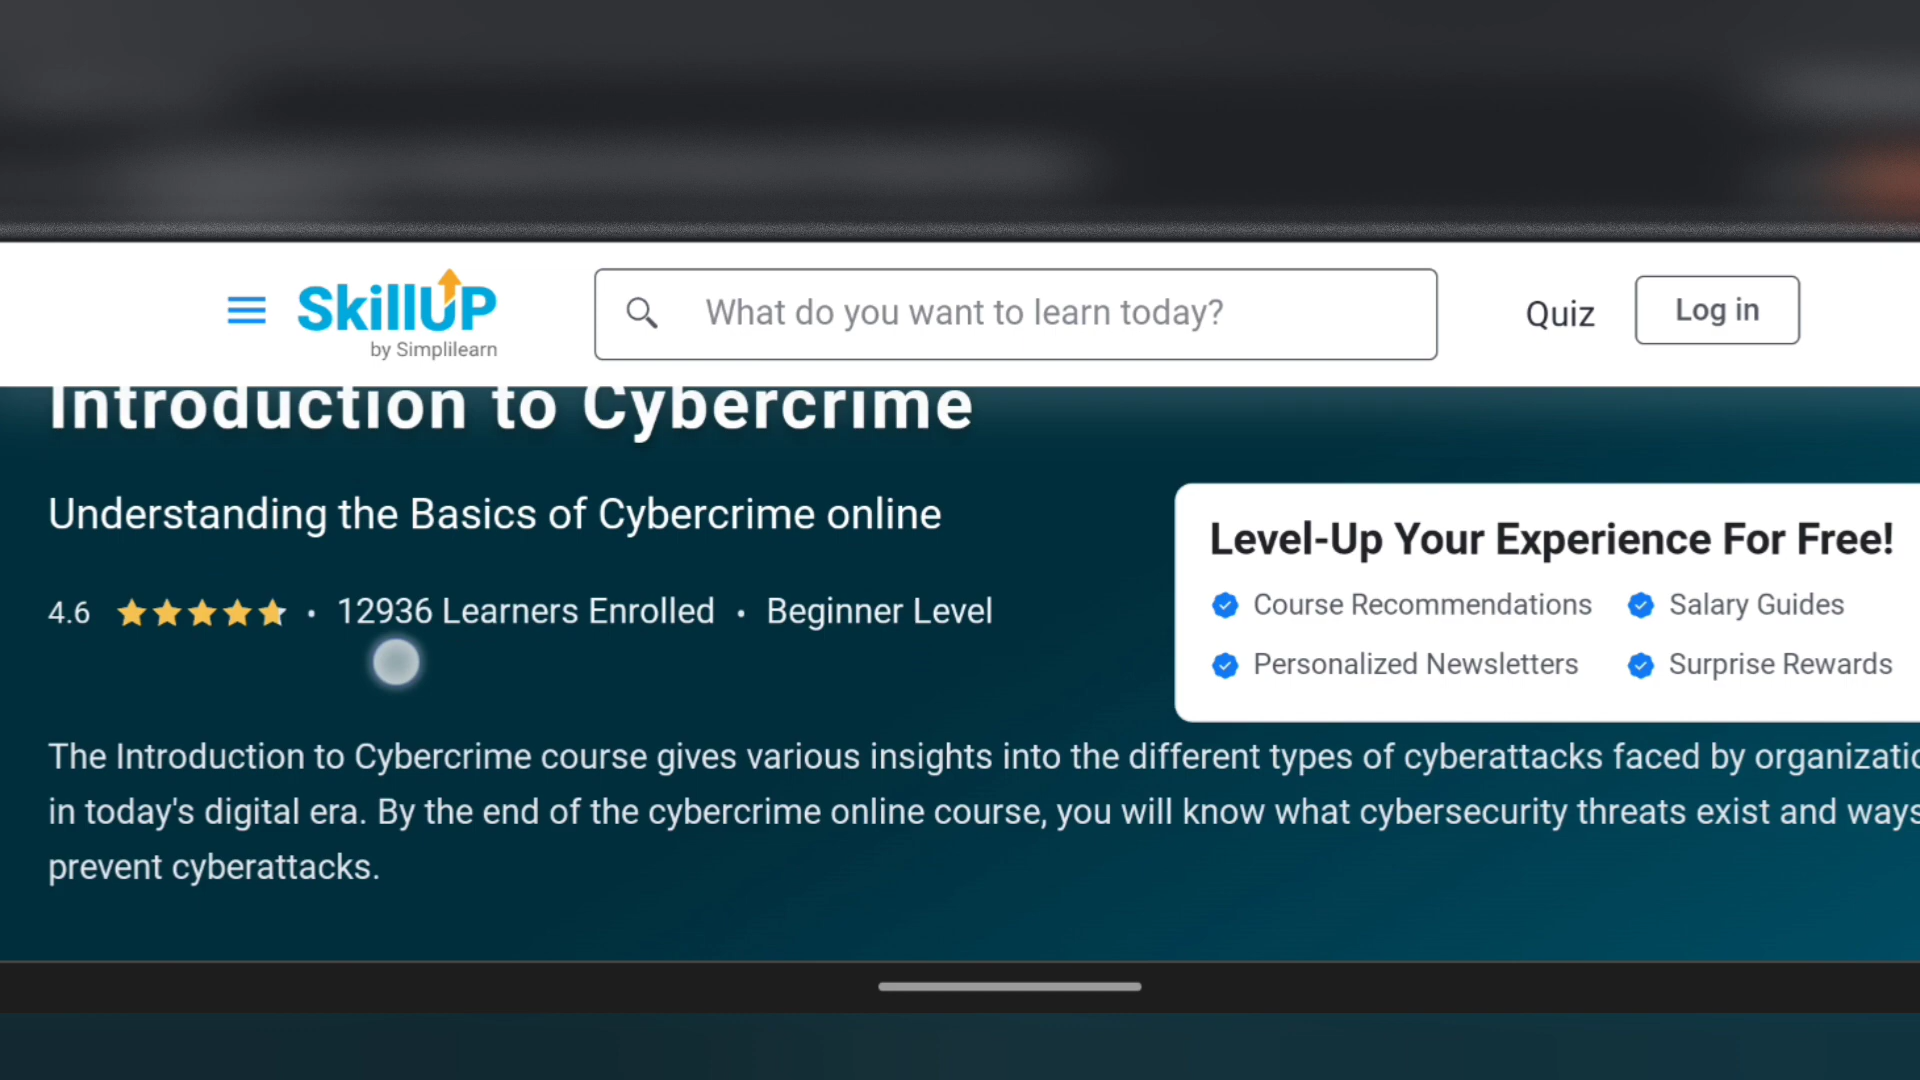 SkillUP
by Simplilearn
What do you want to learn today?
Quiz
Log in
Introduction to Cybercrime
Understanding the Basics of Cybercrime online
4.6 • 12936 Learners Enrolled • Beginner Level
Level-Up Your Experience For Free!
Course Recommendations
Salary Guides
Personalized Newsletters
Surprise Rewards
The Introduction to Cybercrime course gives various insights into the different types of cyberattacks faced by
in today's digital era. By the end of the cybercrime online course, you will know what cybersecurity threats exist and ways
prevent cyberattacks.